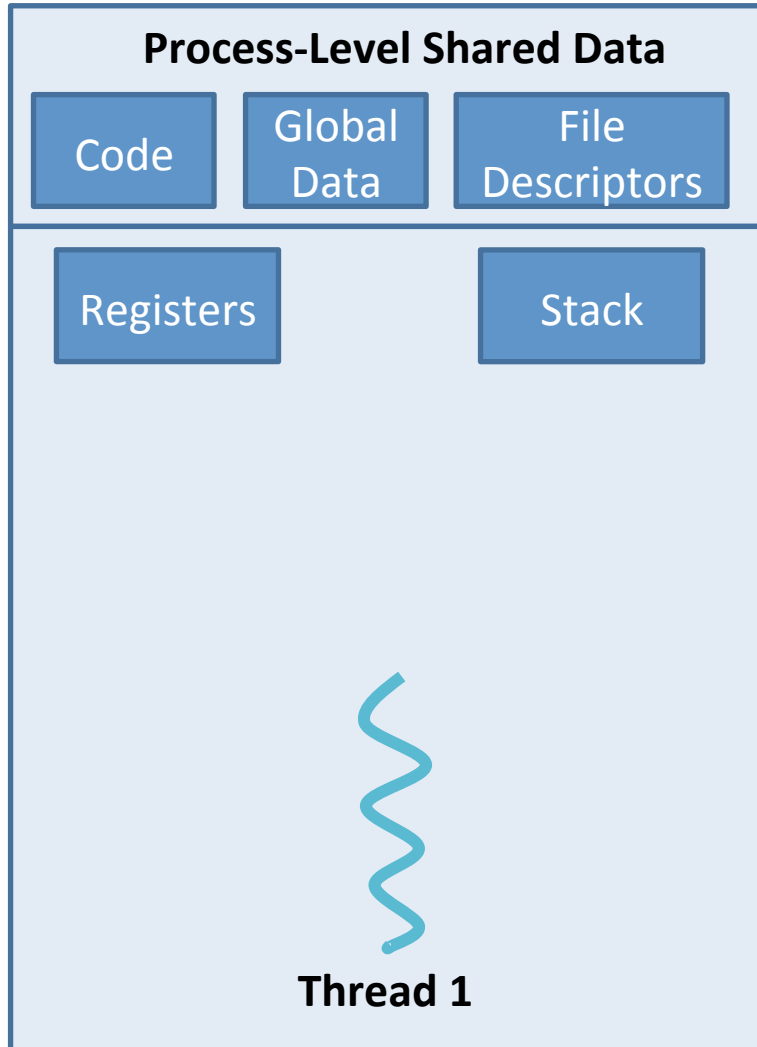 Process-Level Shared Data
Code
Global
Data
File
Descriptors
Registers
Stack
Thread 1